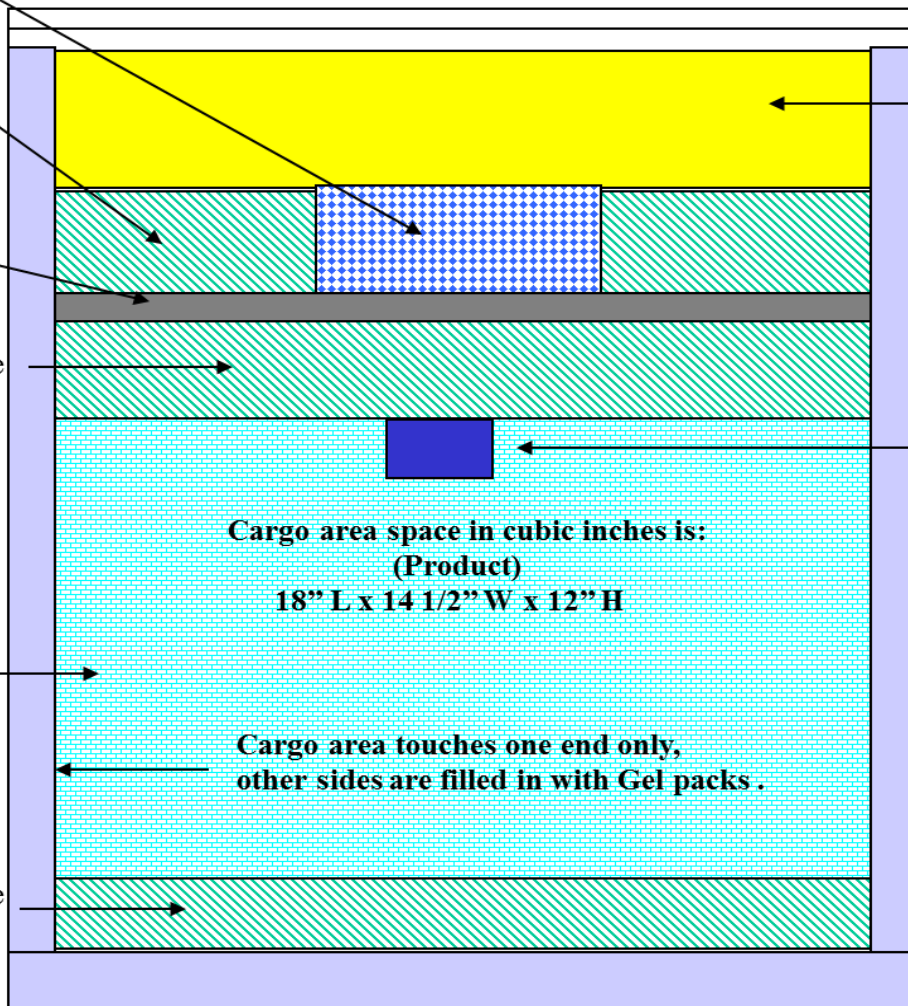 Cargo area space in cubic inches is:
(Product)
18” L x 14 1/2” W x 12” H
Cargo area touches one end only,
other sides are filled in with Gel packs .